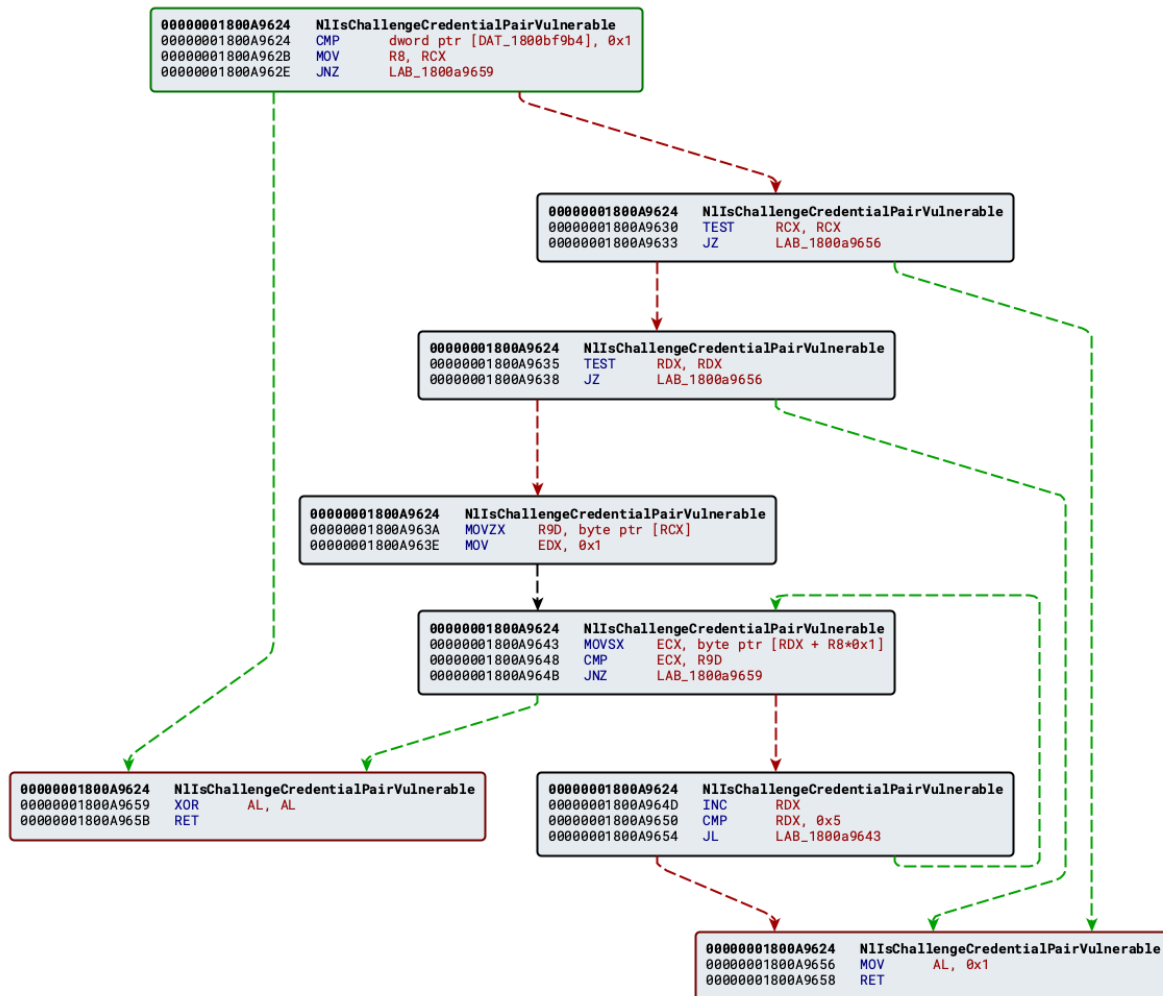 00000001800A9624 NlIsChallengeCredentialPairVulnerable
00000001800A9624 CMP dword ptr [DAT_1800bf9b4], 0x1
00000001800A962B MOV R8, RCX
00000001800A962E JNZ LAB_1800a9659
00000001800A9624 NlIsChallengeCredentialPairVulnerable
00000001800A9630 TEST RCX, RCX
00000001800A9633 JZ LAB_1800a9656
00000001800A9624 NlIsChallengeCredentialPairVulnerable
00000001800A9635 TEST RDX, RDX
00000001800A9638 JZ LAB_1800a9656
00000001800A9624 NlIsChallengeCredentialPairVulnerable
00000001800A963A MOVZX R9D, byte ptr [RCX]
00000001800A963E MOV EDX, 0x1
00000001800A9624 NlIsChallengeCredentialPairVulnerable
00000001800A9643 MOVSX ECX, byte ptr [RDX + R8*0x1]
00000001800A9648 CMP ECX, R9D
00000001800A964B JNZ LAB_1800a9659
00000001800A9624 NlIsChallengeCredentialPairVulnerable
00000001800A9659 XOR AL, AL
00000001800A965B RET
00000001800A9624 NlIsChallengeCredentialPairVulnerable
00000001800A964D INC RDX
00000001800A9650 CMP RDX, 0x5
00000001800A9654 JL LAB_1800a9643
00000001800A9624 NlIsChallengeCredentialPairVulnerable
00000001800A9656 MOV AL, 0x1
00000001800A9658 RET